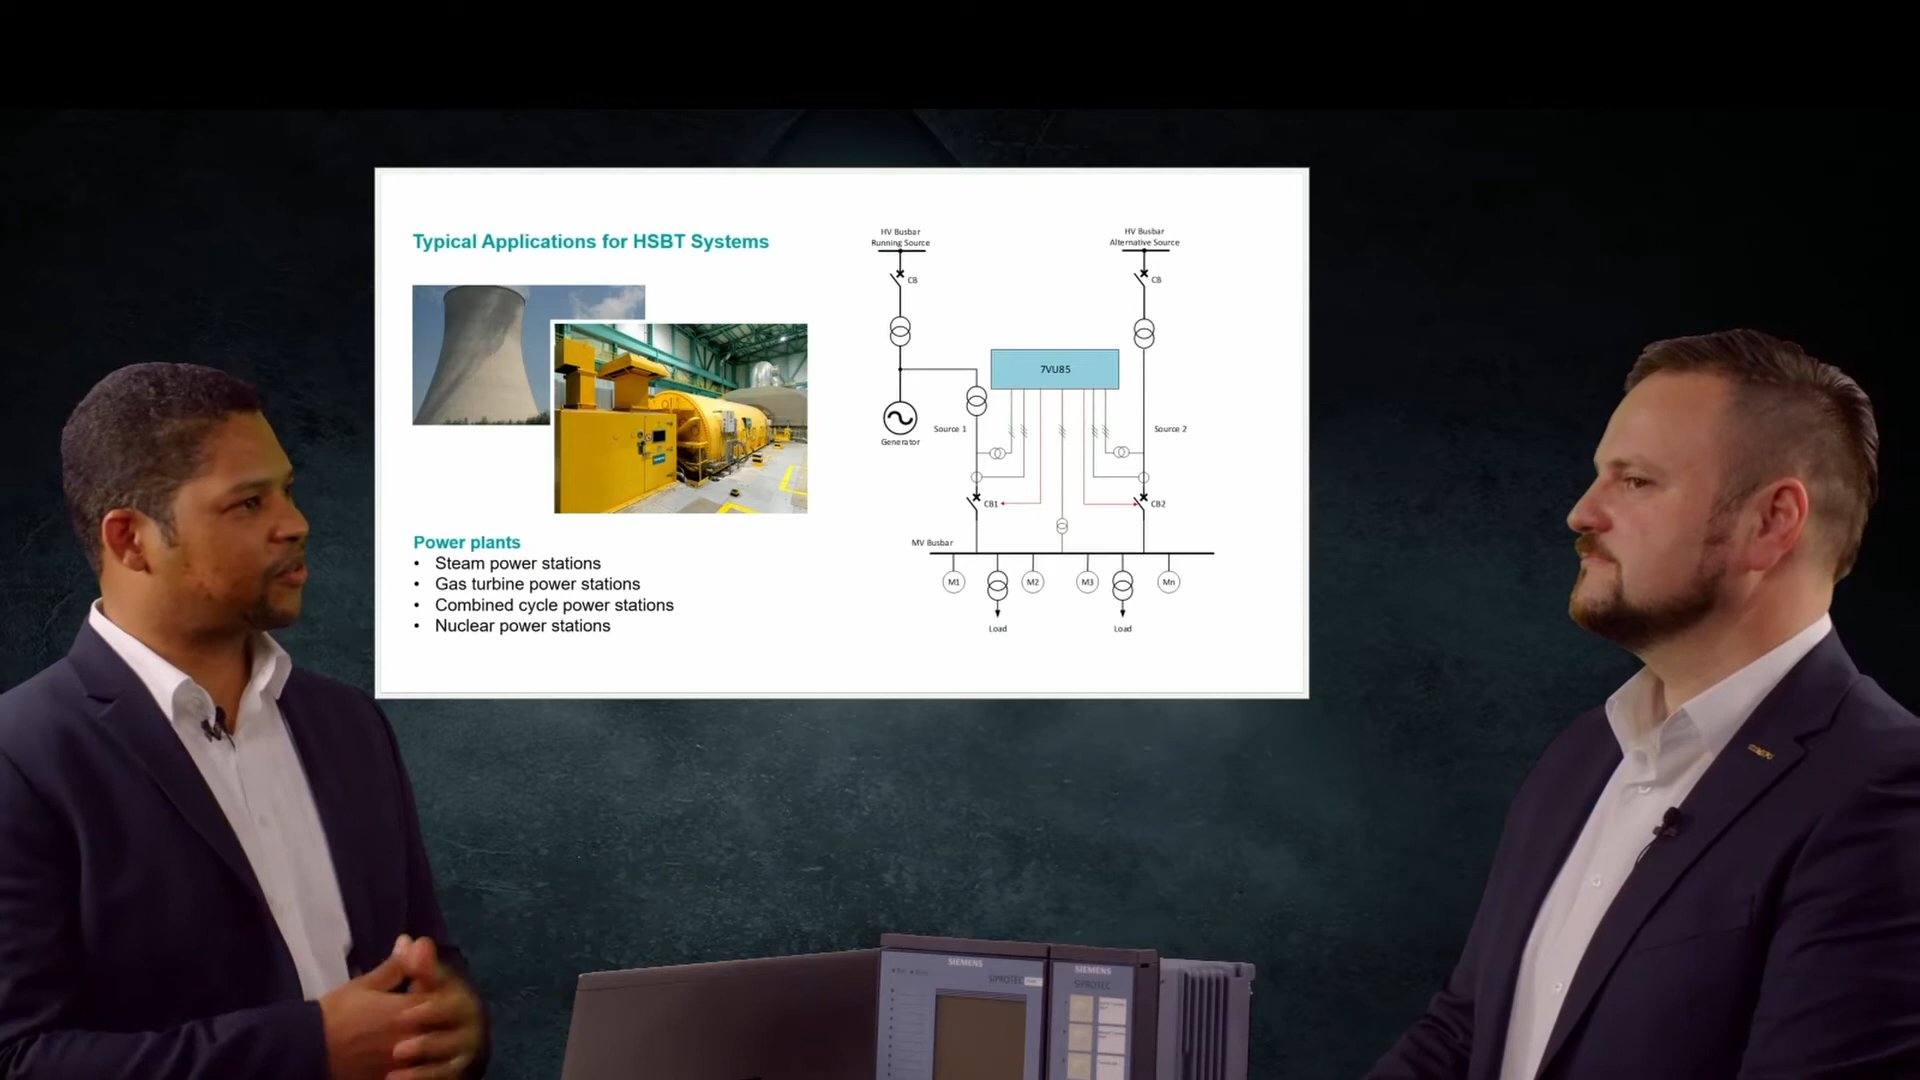 Typical Applications for HSBT Systems
Power plants
• Steam power stations
• Gas turbine power stations
• Combined cycle power stations
• Nuclear power stations
HV Busbar
Running Source
HV Busbar
Alternative Source
CB
CB
7VU85
Generator
Source 1
Source 2
CB1
CB2
MV Busbar
M1
M2
M3
Mn
Load
Load
SIEMENS
SIPROTEC
SIEMENS
SIPROTEC